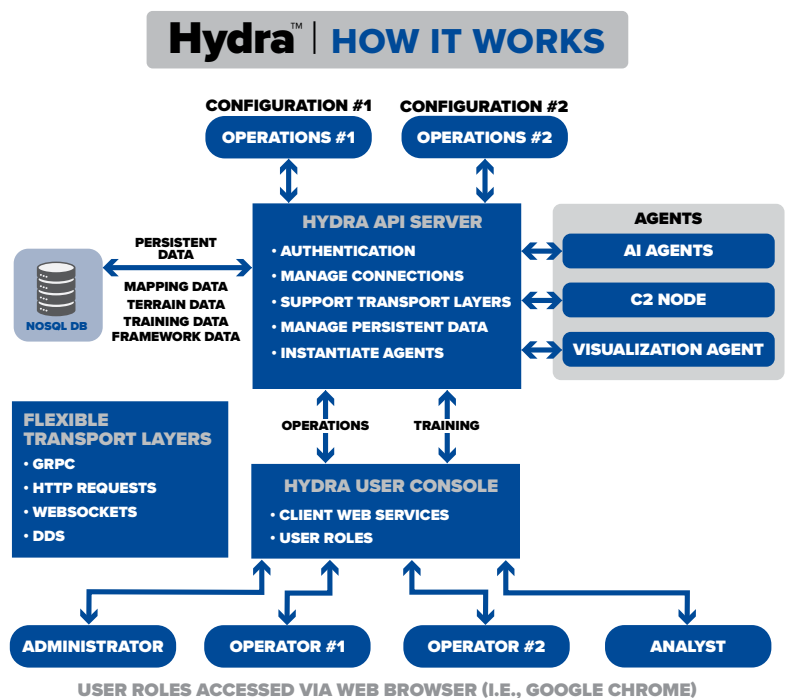 Hydra™ | HOW IT WORKS
CONFIGURATION #1
CONFIGURATION #2
OPERATIONS #1
OPERATIONS #2
HYDRA API SERVER
• AUTHENTICATION
• MANAGE CONNECTIONS
• SUPPORT TRANSPORT LAYERS
• MANAGE PERSISTENT DATA
• INSTANTIATE AGENTS
AGENTS
AI AGENTS
C2 NODE
VISUALIZATION AGENT
PERSISTENT
DATA
MAPPING DATA
TERRAIN DATA
TRAINING DATA
FRAMEWORK DATA
NOSQL DB
OPERATIONS
TRAINING
FLEXIBLE
TRANSPORT LAYERS
• GRPC
• HTTP REQUESTS
• WEBSOCKETS
• DDS
HYDRA USER CONSOLE
• CLIENT WEB SERVICES
• USER ROLES
ADMINISTRATOR
OPERATOR #1
OPERATOR #2
ANALYST
USER ROLES ACCESSED VIA WEB BROWSER (I.E., GOOGLE CHROME)